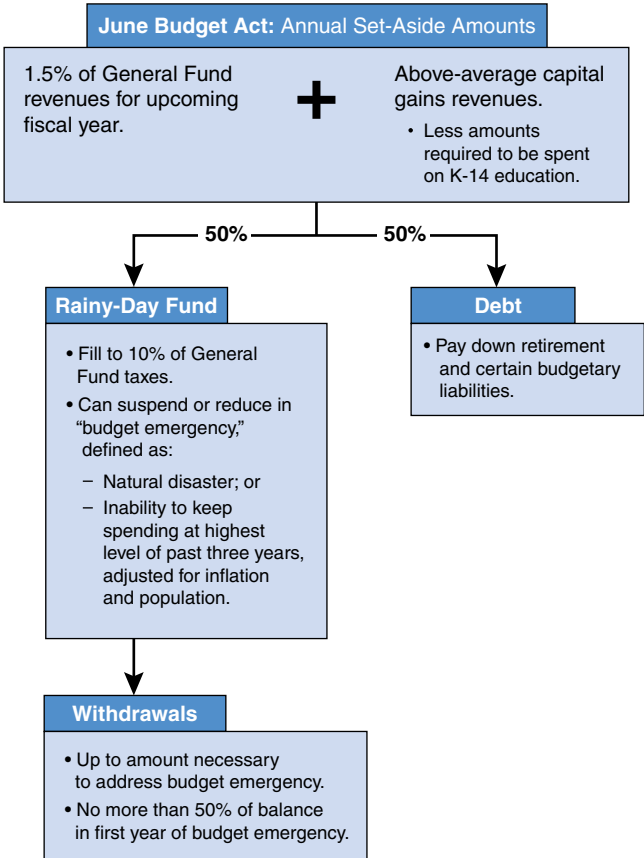 June Budget Act: Annual Set-Aside Amounts
1.5% of General Fund
revenues for upcoming
fiscal year.
+
Above-average capital
gains revenues.
• Less amounts
required to be spent
on K-14 education.
50%
50%
Rainy-Day Fund
• Fill to 10% of General
Fund taxes.
• Can suspend or reduce in
“budget emergency,”
defined as:
– Natural disaster; or
– Inability to keep
spending at highest
level of past three years,
adjusted for inflation
and population.
Debt
• Pay down retirement
and certain budgetary
liabilities.
Withdrawals
• Up to amount necessary
to address budget emergency.
• No more than 50% of balance
in first year of budget emergency.